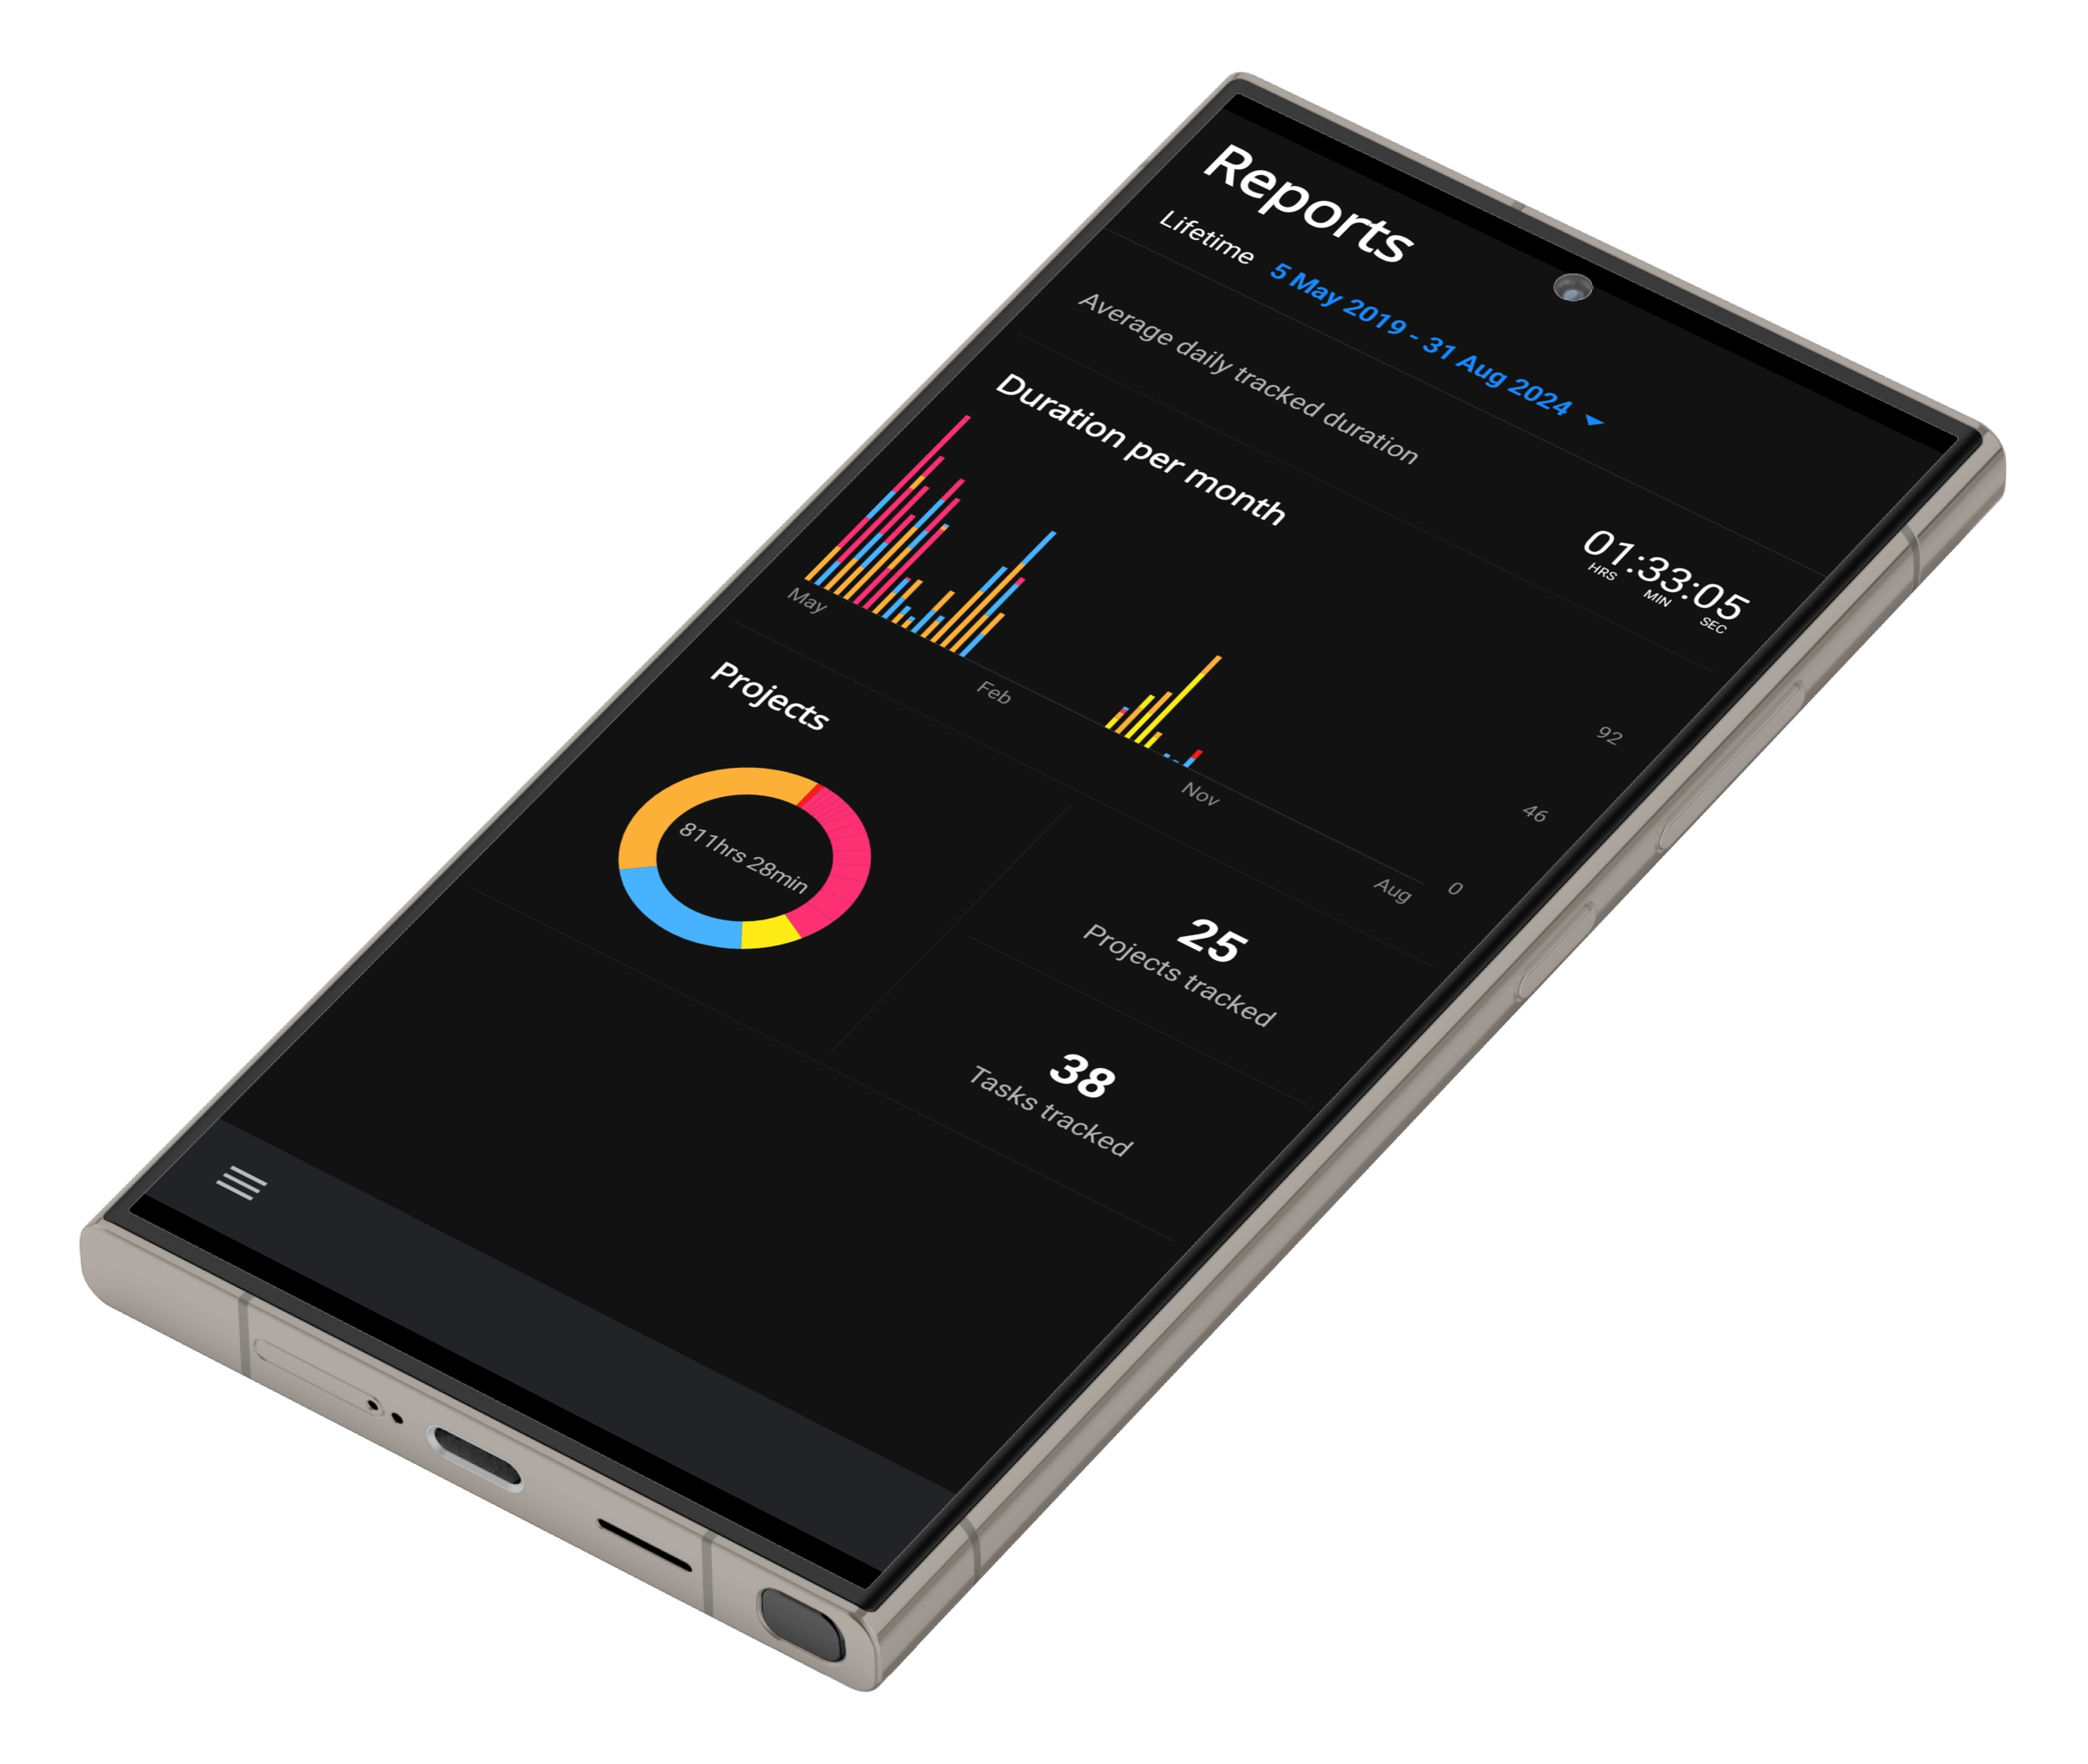 Reports
Lifetime 5 May 2019 - 31 Aug 2024
Average daily tracked duration
01:33:05
HRS MIN SEC
Duration per month
92
46
0
May Feb Nov Aug
Projects
811hrs 28min
25
Projects tracked
38
Tasks tracked